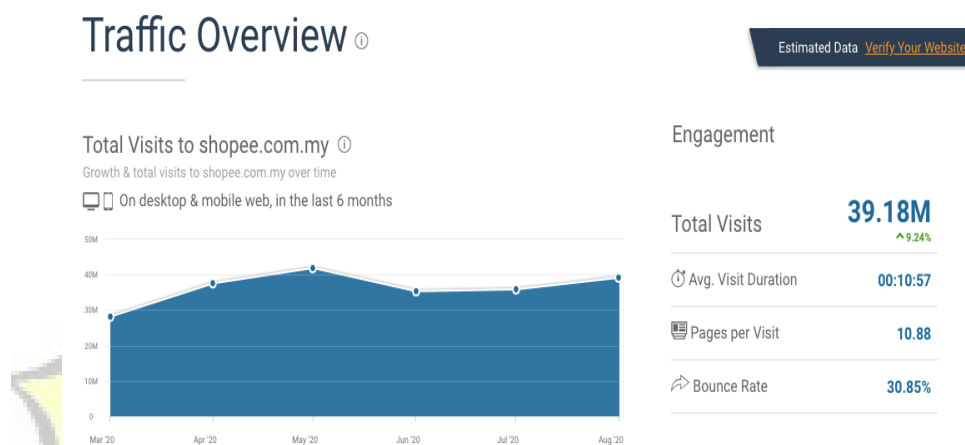 Traffic Overview
Estimated Data Verify Your Website
Total Visits to shopee.com.my
Growth & total visits to shopee.com.my over time
On desktop & mobile web, in the last 6 months
50M
40M
30M
20M
10M
0
Mar '20 Apr '20 May '20 Jun '20 Jul '20 Aug '20
Engagement
Total Visits 39.18M
9.24%
Avg. Visit Duration 00:10:57
Pages per Visit 10.88
Bounce Rate 30.85%